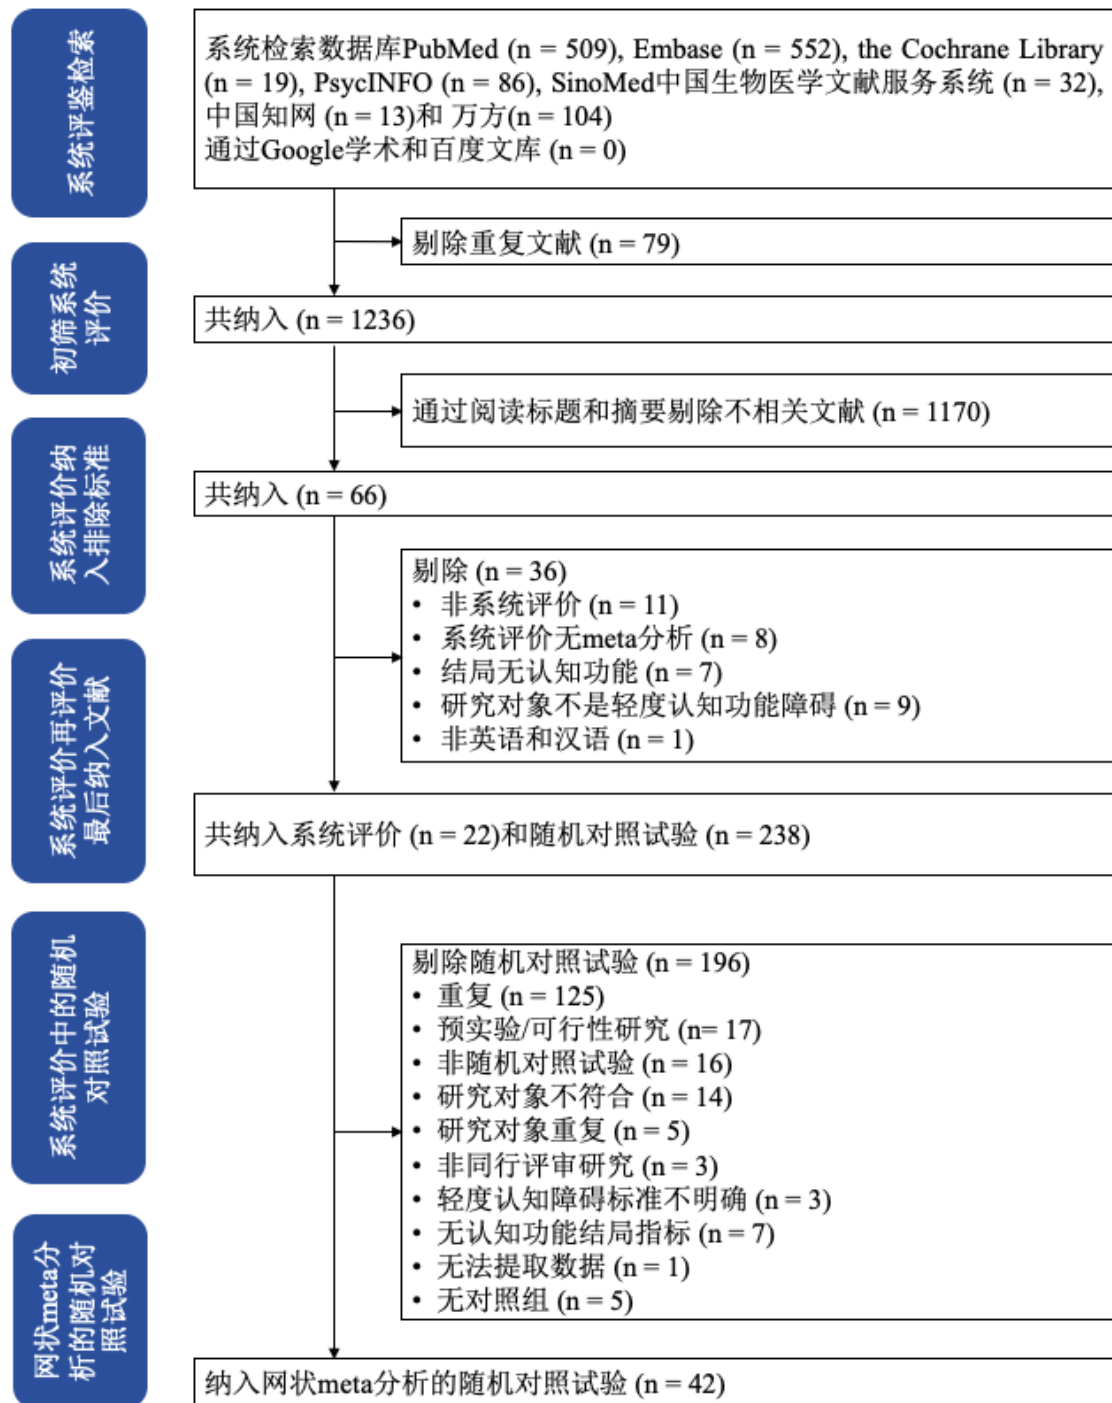 系统评鉴检索
系统检索数据库PubMed (n = 509), Embase (n = 552), the Cochrane Library
(n = 19), PsycINFO (n = 86), SinoMed中国生物医学文献服务系统 (n = 32),
中国知网 (n = 13)和 万方(n = 104)
通过Google学术和百度文库 (n = 0)
剔除重复文献 (n = 79)
初筛系统
评价
共纳入 (n = 1236)
通过阅读标题和摘要剔除不相关文献 (n = 1170)
系统评价纳
入排除标准
共纳入 (n = 66)
剔除 (n = 36)
• 非系统评价 (n = 11)
• 系统评价无meta分析 (n = 8)
• 结局无认知功能 (n = 7)
• 研究对象不是轻度认知功能障碍 (n = 9)
• 非英语和汉语 (n = 1)
系统评价再评价
最后纳入文献
共纳入系统评价 (n = 22)和随机对照试验 (n = 238)
系统评价中的随机
对照试验
剔除随机对照试验 (n = 196)
• 重复 (n = 125)
• 预实验/可行性研究 (n= 17)
• 非随机对照试验 (n = 16)
• 研究对象不符合 (n = 14)
• 研究对象重复 (n = 5)
• 非同行评审研究 (n = 3)
• 轻度认知障碍标准不明确 (n = 3)
• 无认知功能结局指标 (n = 7)
• 无法提取数据 (n = 1)
• 无对照组 (n = 5)
网状meta分
析的随机对
照试验
纳入网状meta分析的随机对照试验 (n = 42)